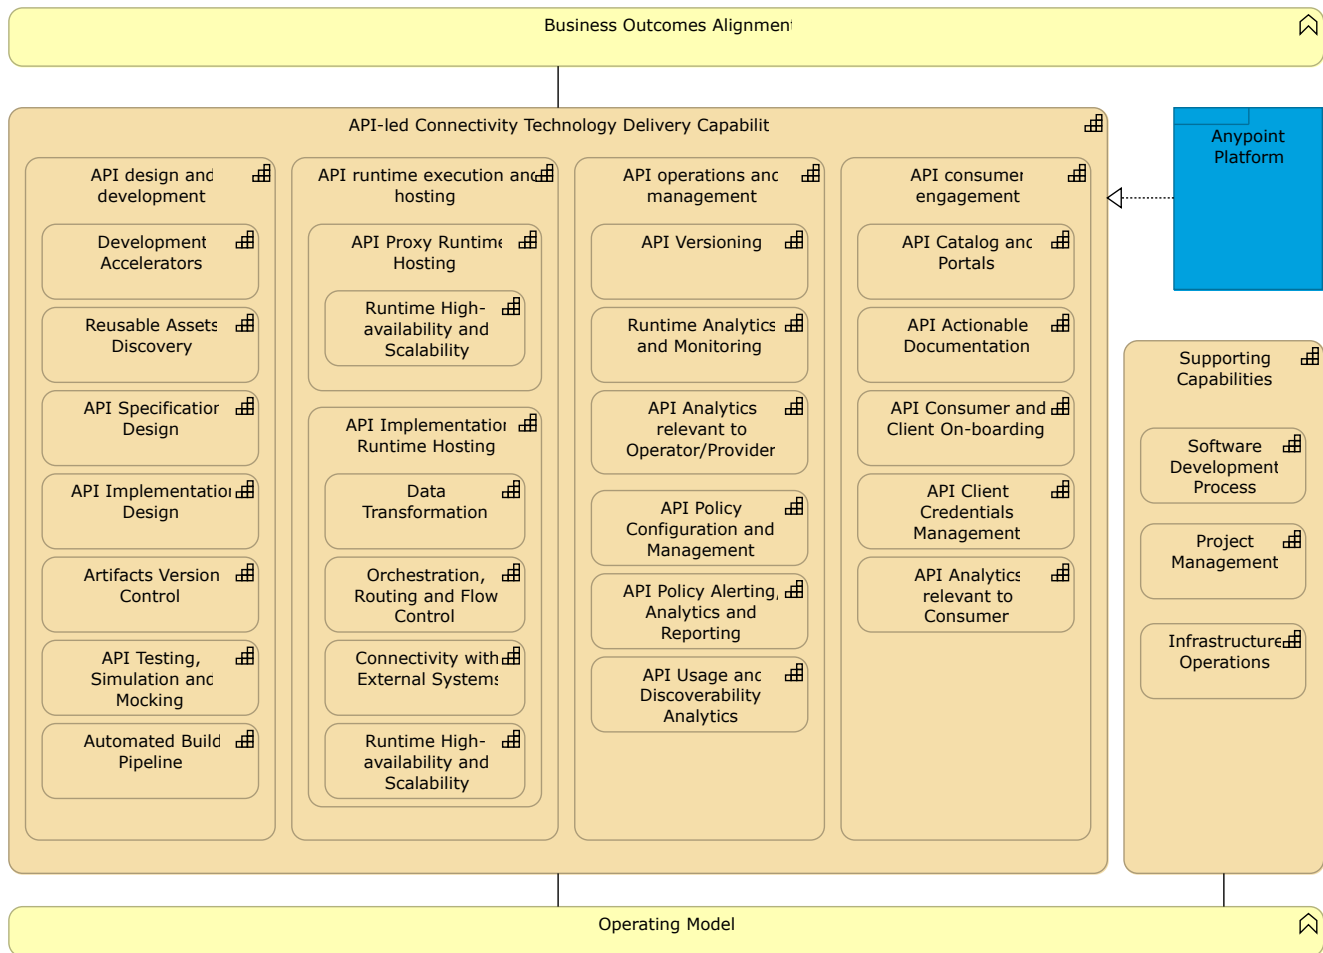 Business Outcomes Alignment
API-led Connectivity Technology Delivery Capabilit
API design and
development
Development
Accelerators
Reusable Assets
Discovery
API Specification
Design
API Implementation
Design
Artifacts Version
Control
API Testing,
Simulation and
Mocking
Automated Build
Pipeline
API runtime execution and
hosting
API Proxy Runtime
Hosting
Runtime High-
availability and
Scalability
API Implementation
Runtime Hosting
Data
Transformation
Orchestration,
Routing and Flow
Control
Connectivity with
External Systems
Runtime High-
availability and
Scalability
API operations and
management
API Versioning
Runtime Analytics
and Monitoring
API Analytics
relevant to
Operator/Provider
API Policy
Configuration and
Management
API Policy Alerting,
Analytics and
Reporting
API Usage and
Discoverability
Analytics
API consumer
engagement
API Catalog and
Portals
API Actionable
Documentation
API Consumer and
Client On-boarding
API Client
Credentials
Management
API Analytics
relevant to
Consumer
Anypoint
Platform
Supporting
Capabilities
Software
Development
Process
Project
Management
Infrastructure
Operations
Operating Model